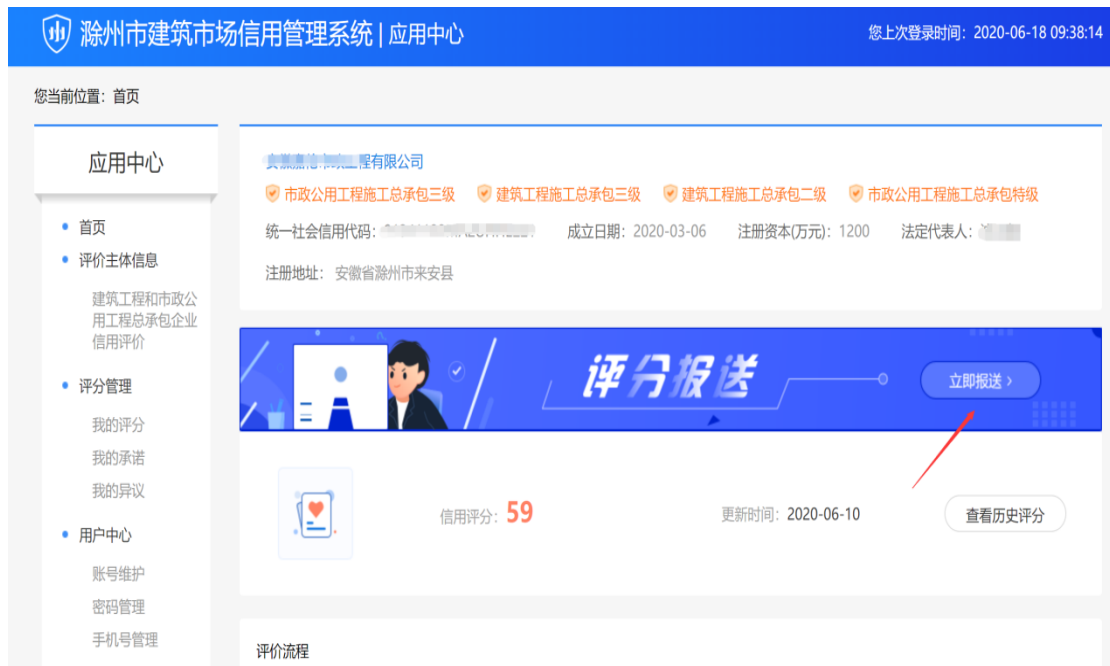 滁州市建筑市场信用管理系统 | 应用中心
您上次登录时间：2020-06-18 09:38:14
您当前位置：首页
应用中心
首页
评价主体信息
建筑工程和市政公
用工程总承包企业
信用评价
评分管理
我的评分
我的承诺
我的异议
用户中心
账号维护
密码管理
手机号管理
程有限公司
市政公用工程施工总承包三级 建筑工程施工总承包三级 建筑工程施工总承包二级 市政公用工程施工总承包特级
统一社会信用代码： 成立日期：2020-03-06 注册资本(万元)：1200 法定代表人：
注册地址： 安徽省滁州市来安县
评分报送
立即报送 >
信用评分：59
更新时间：2020-06-10
查看历史评分
评价流程